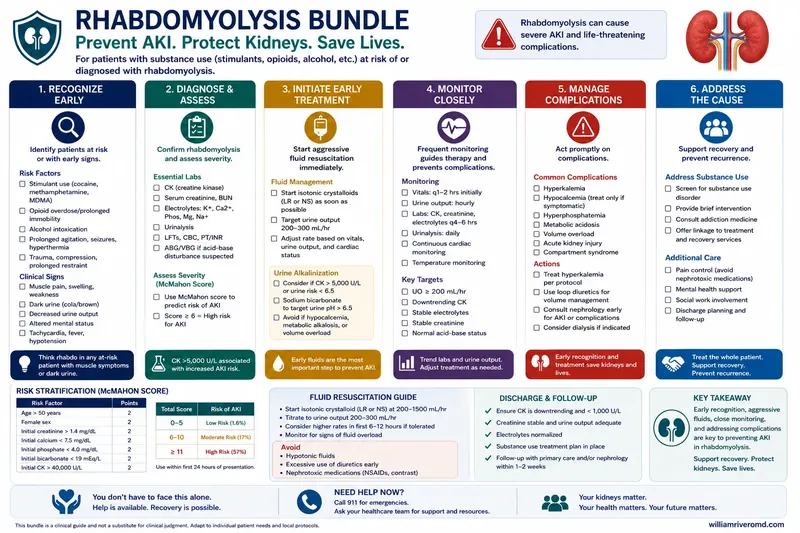 RHABDOMYOLYSIS BUNDLE
Prevent AKI. Protect Kidneys. Save Lives.
For patients with substance use (stimulants, opioids, alcohol, etc.) at risk of or
diagnosed with rhabdomyolysis.
Rhabdomyolysis can cause
severe AKI and life-threatening
complications.
1. RECOGNIZE
EARLY
Identify patients at risk
or with early signs.
Risk Factors
Stimulant use (cocaine,
methamphetamine,
MDMA)
Opioid overdose/prolonged
immobility
Alcohol intoxication
Prolonged agitation, seizures,
hyperthermia
Trauma, compression,
prolonged restraint
Clinical Signs
Muscle pain, swelling,
weakness
Dark urine (cola/brown)
Decreased urine output
Altered mental status
Tachycardia, fever,
hypotension
Think rhabdo in any at-risk
patient with muscle symptoms
or dark urine.
2. DIAGNOSE &
ASSESS
Confirm rhabdomyolysis
and assess severity.
Essential Labs
CK (creatine kinase)
Serum creatinine, BUN
Electrolytes: K+, Ca2+,
Phos, Mg, Na+
Urinalysis
LFTs, CBC, PT/INR
ABG/VBG if acid-base
disturbance suspected
Assess Severity
(McMahon Score)
Use McMahon score to
predict risk of AKI
Score ≥ 6 = High risk
for AKI
CK >5,000 U/L associated
with increased AKI risk.
3. INITIATE EARLY
TREATMENT
Start aggressive
fluid resuscitation
immediately.
Fluid Management
Start isotonic crystalloids
(LR or NS) as soon as
possible
Target urine output
200–300 mL/hr
Adjust rate based on vitals,
urine output, and cardiac
status
Urine Alkalinization
Consider if CK > 5,000 U/L
or urine risk < 6.5
Sodium bicarbonate
to target urine pH > 6.5
Avoid if hypocalcemia,
metabolic alkalosis, or
volume overload
Early fluids are the most
important step to prevent AKI.
4. MONITOR
CLOSELY
Frequent monitoring
guides therapy and
prevents complications.
Monitoring
Vitals: q1–2 hrs initially
Urine output: hourly
Labs: CK, creatinine,
electrolytes q4–6 hrs
Urinalysis: daily
Continuous cardiac
monitoring
Temperature monitoring
Key Targets
UO ≥ 200 mL/hr
Downtrending CK
Stable electrolytes
Stable creatinine
Normal acid-base status
Trend labs and urine output.
Adjust treatment as needed.
5. MANAGE
COMPLICATIONS
Act promptly on
complications.
Common Complications
Hyperkalemia
Hypocalcemia (treat only if
symptomatic)
Hyperphosphatemia
Metabolic acidosis
Volume overload
Acute kidney injury
Compartment syndrome
Actions
Treat hyperkalemia
per protocol
Use loop diuretics for
volume management
Consult nephrology early
for AKI or complications
Consider dialysis if indicated
Early recognition and
treatment save kidneys and
lives.
6. ADDRESS
THE CAUSE
Support recovery and
prevent recurrence.
Address Substance Use
Screen for substance
use disorder
Provide brief intervention
Consult addiction medicine
Offer linkage to treatment
and recovery services
Additional Care
Pain control (avoid
nephrotoxic medications)
Mental health support
Social work involvement
Discharge planning and
follow-up
Treat the whole patient.
Support recovery.
Prevent recurrence.
RISK STRATIFICATION (McMAHON SCORE)
Risk Factor Points
Age > 50 years 2
Female sex 2
Initial creatinine > 1.4 mg/dL 2
Initial calcium < 7.5 mg/dL 2
Initial phosphate < 4.0 mg/dL 2
Initial bicarbonate < 19 mEq/L 2
Initial CK > 40,000 U/L 2
Total Score Risk of AKI
0–5 Low Risk (1.6%)
6–10 Moderate Risk (17%)
≥ 11 High Risk (57%)
Use within first 24 hours of presentation.
FLUID RESUSCITATION GUIDE
Start isotonic crystalloid (LR or NS) at 200–1500 mL/hr
Titrate to urine output 200–300 mL/hr
Consider higher rates in first 6–12 hours if tolerated
Monitor for signs of fluid overload
Avoid
Hypotonic fluids
Excessive use of diuretics early
Nephrotoxic medications (NSAIDs, contrast)
DISCHARGE & FOLLOW-UP
Ensure CK is downtrending and < 1,000 U/L
Creatinine stable and urine output adequate
Electrolytes normalized
Substance use treatment plan in place
Follow-up with primary care and/or nephrology
within 1–2 weeks
KEY TAKEAWAY
Early recognition, aggressive
fluids, close monitoring,
and addressing complications
are key to preventing AKI
in rhabdomyolysis.
Support recovery. Protect
kidneys. Save lives.
You don't have to face this alone.
Help is available. Recovery is possible.
NEED HELP NOW?
Call 911 for emergencies.
Ask your healthcare team for support and resources.
Your kidneys matter.
Your health matters. Your future matters.
This bundle is a clinical guide and not a substitute for clinical judgment. Adapt to individual patient needs and local protocols.
williamriveromd.com